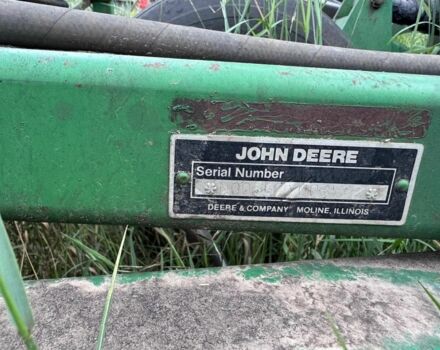 JOHN DEERE
Serial Number
DEERE & COMPANY MOLINE, ILLINOIS